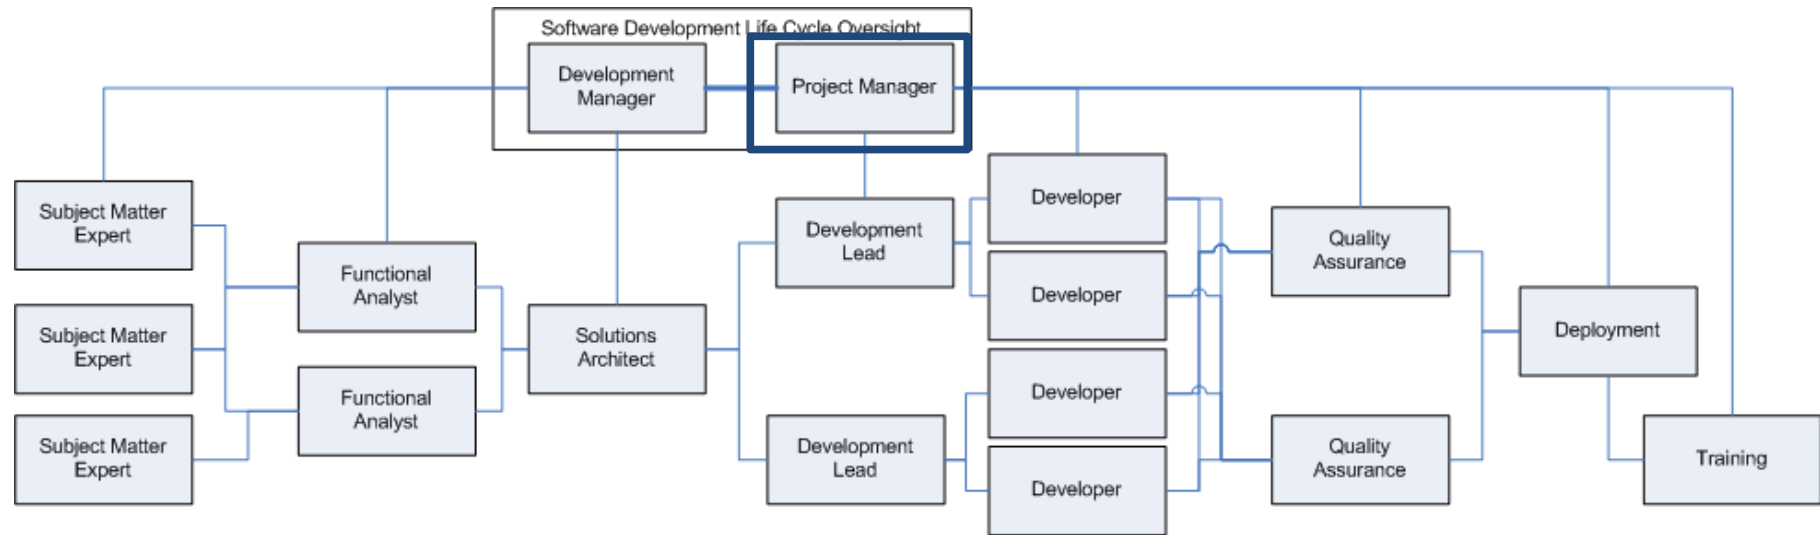 Software Development Life Cycle Oversight
Development
Manager
Project Manager
Subject Matter
Expert
Subject Matter
Expert
Subject Matter
Expert
Functional
Analyst
Functional
Analyst
Solutions
Architect
Development
Lead
Development
Lead
Developer
Developer
Developer
Developer
Quality
Assurance
Quality
Assurance
Deployment
Training